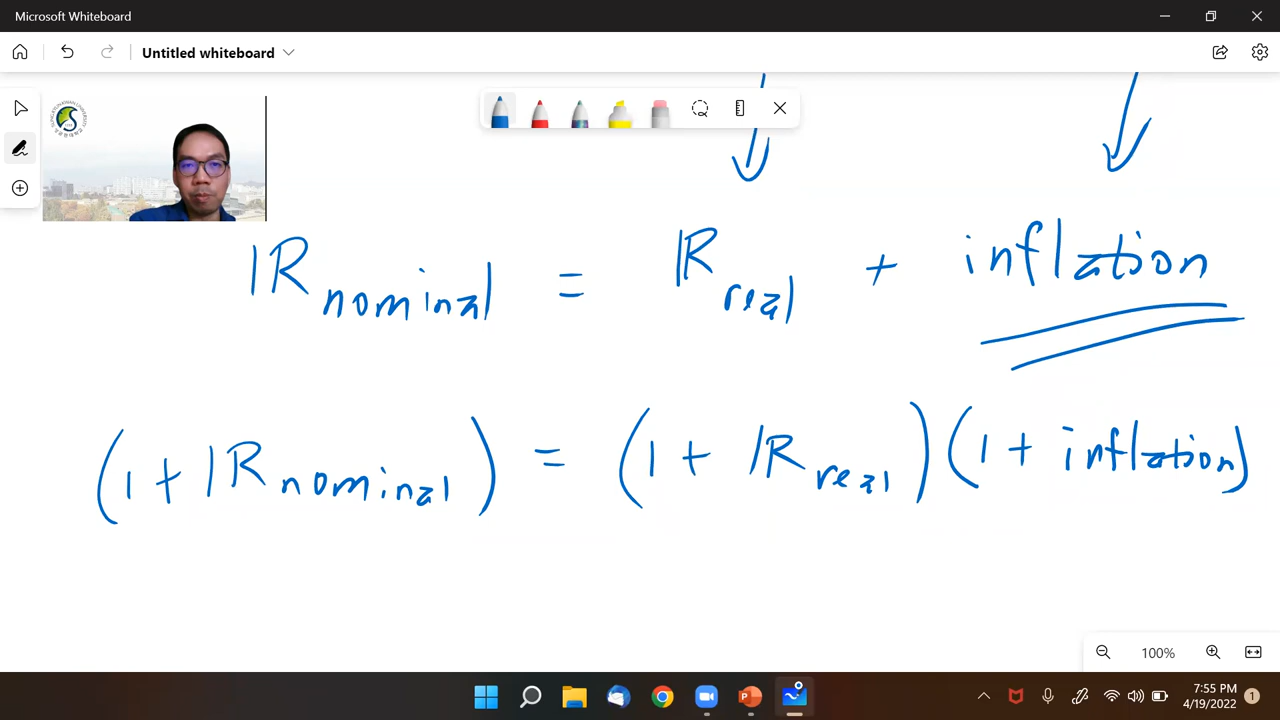 Microsoft Whiteboard
Untitled whiteboard
IR nominal = IR real + inflation
(1 + IR nominal) = (1 + IR real)(1 + inflation)
100%
7:55 PM
4/19/2022
1